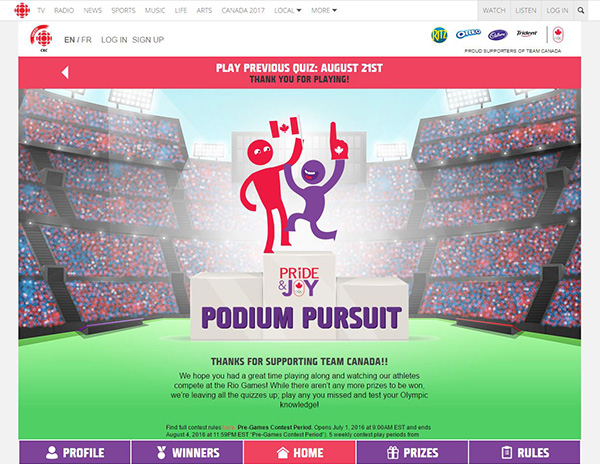 TV RADIO NEWS SPORTS MUSIC LIFE ARTS CANADA 2017 LOCAL MORE WATCH LISTEN LOG IN
CBC EN / FR LOG IN SIGN UP RITZ OREO Cadbury Trident
PROUD SUPPORTERS OF TEAM CANADA
PLAY PREVIOUS QUIZ: AUGUST 21ST
THANK YOU FOR PLAYING!
PRiDE
& JOY
PODIUM PURSUIT
THANKS FOR SUPPORTING TEAM CANADA!!
We hope you had a great time playing along and watching our athletes
compete at the Rio Games! While there aren't any more prizes to be won,
we're leaving all the quizzes up; play any you missed and test your Olympic
knowledge!
Find full contest rules here. Pre-Games Contest Period. Opens July 1, 2016 at 9:00AM EST and ends
August 4, 2016 at 11:59PM EST "Pre-Games Contest Period"). 5 weekly contest play periods from
PROFILE WINNERS HOME PRIZES RULES